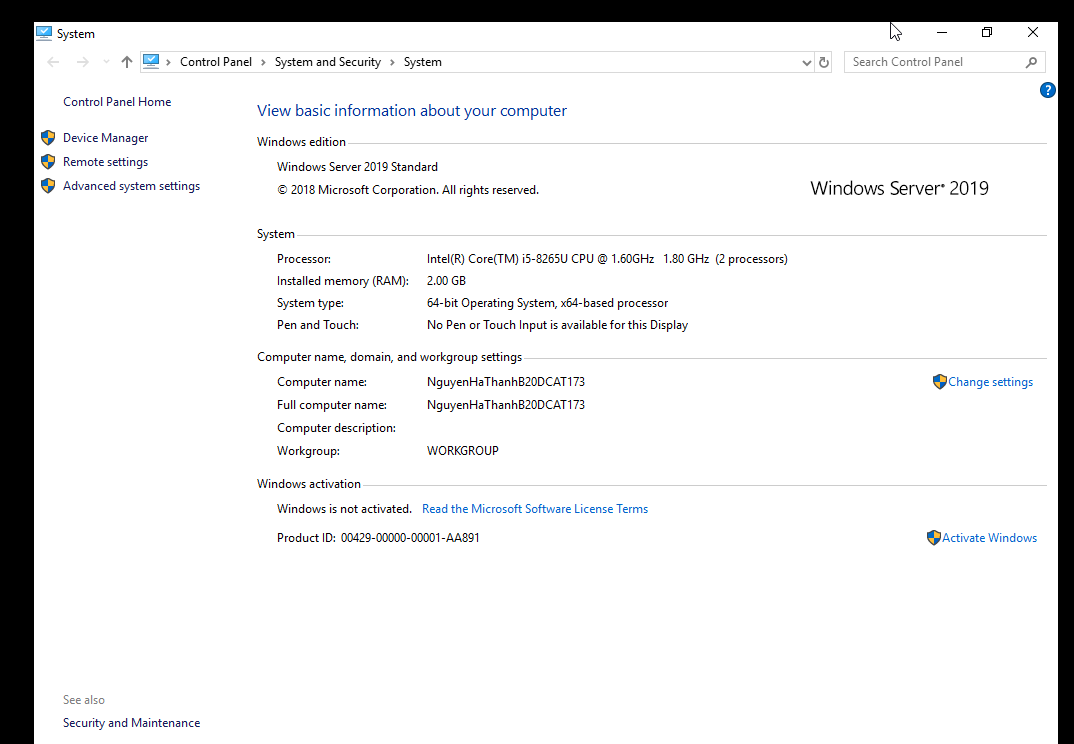 System
Control Panel > System and Security > System
Search Control Panel
?
Control Panel Home
Device Manager
Remote settings
Advanced system settings
View basic information about your computer
Windows edition
Windows Server 2019 Standard
© 2018 Microsoft Corporation. All rights reserved.
Windows Server® 2019
System
Processor: Intel(R) Core(TM) i5-8265U CPU @ 1.60GHz 1.80 GHz (2 processors)
Installed memory (RAM): 2.00 GB
System type: 64-bit Operating System, x64-based processor
Pen and Touch: No Pen or Touch Input is available for this Display
Computer name, domain, and workgroup settings
Computer name: NguyenHaThanhB20DCAT173
Change settings
Full computer name: NguyenHaThanhB20DCAT173
Computer description:
Workgroup: WORKGROUP
Windows activation
Windows is not activated. Read the Microsoft Software License Terms
Product ID: 00429-00000-00001-AA891
Activate Windows
See also
Security and Maintenance